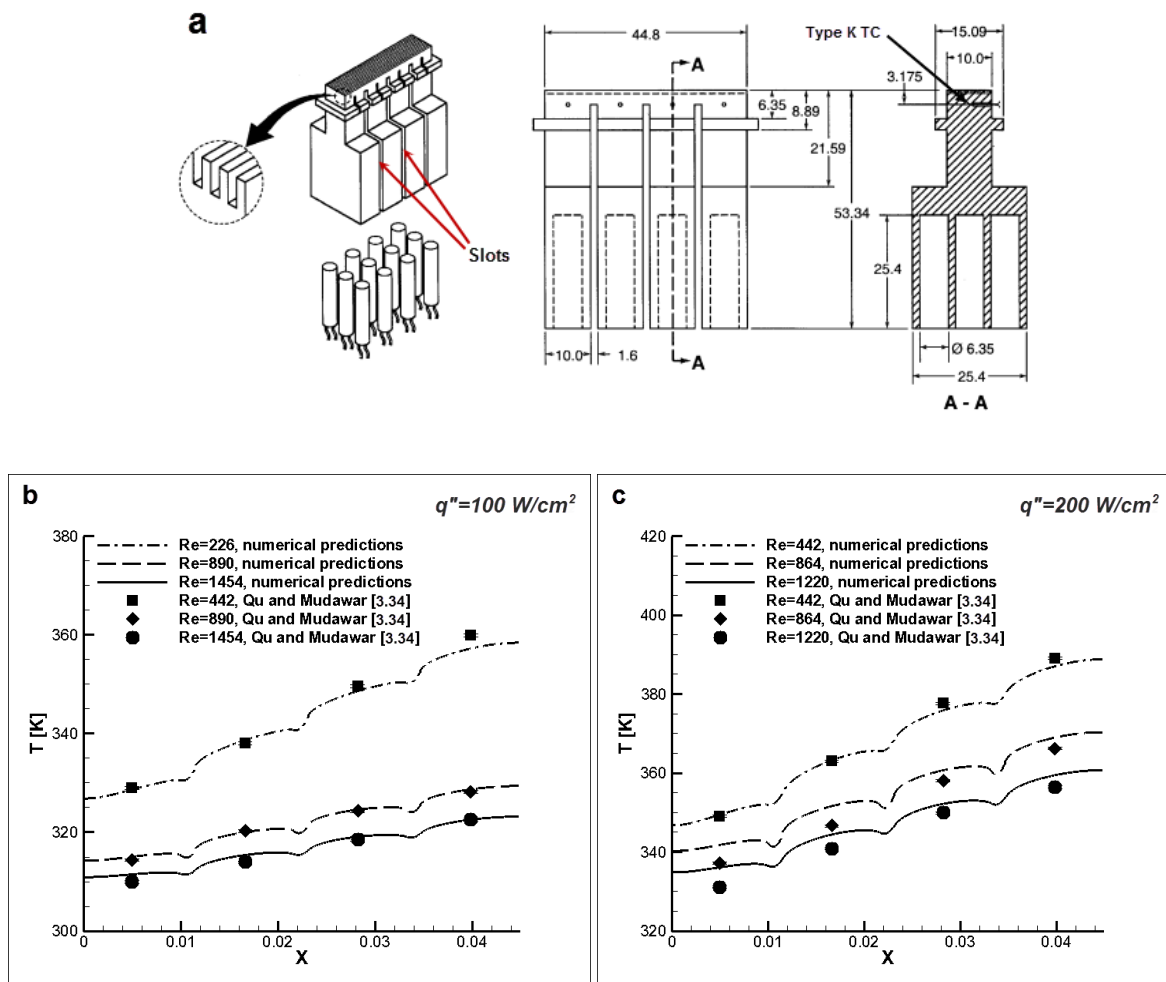 a
Slots
44.8
A
6.35
8.89
21.59
53.34
10.0
1.6
A
Type K TC
15.09
10.0
3.175
25.4
Ø 6.35
25.4
A - A
b
q"=100 W/cm²
380
360
340
320
300
T [K]
Re=226, numerical predictions
Re=890, numerical predictions
Re=1454, numerical predictions
Re=442, Qu and Mudawar [3.34]
Re=890, Qu and Mudawar [3.34]
Re=1454, Qu and Mudawar [3.34]
0 0.01 0.02 0.03 0.04
X
c
q"=200 W/cm²
420
400
380
360
340
320
T [K]
Re=442, numerical predictions
Re=864, numerical predictions
Re=1220, numerical predictions
Re=442, Qu and Mudawar [3.34]
Re=864, Qu and Mudawar [3.34]
Re=1220, Qu and Mudawar [3.34]
0 0.01 0.02 0.03 0.04
X